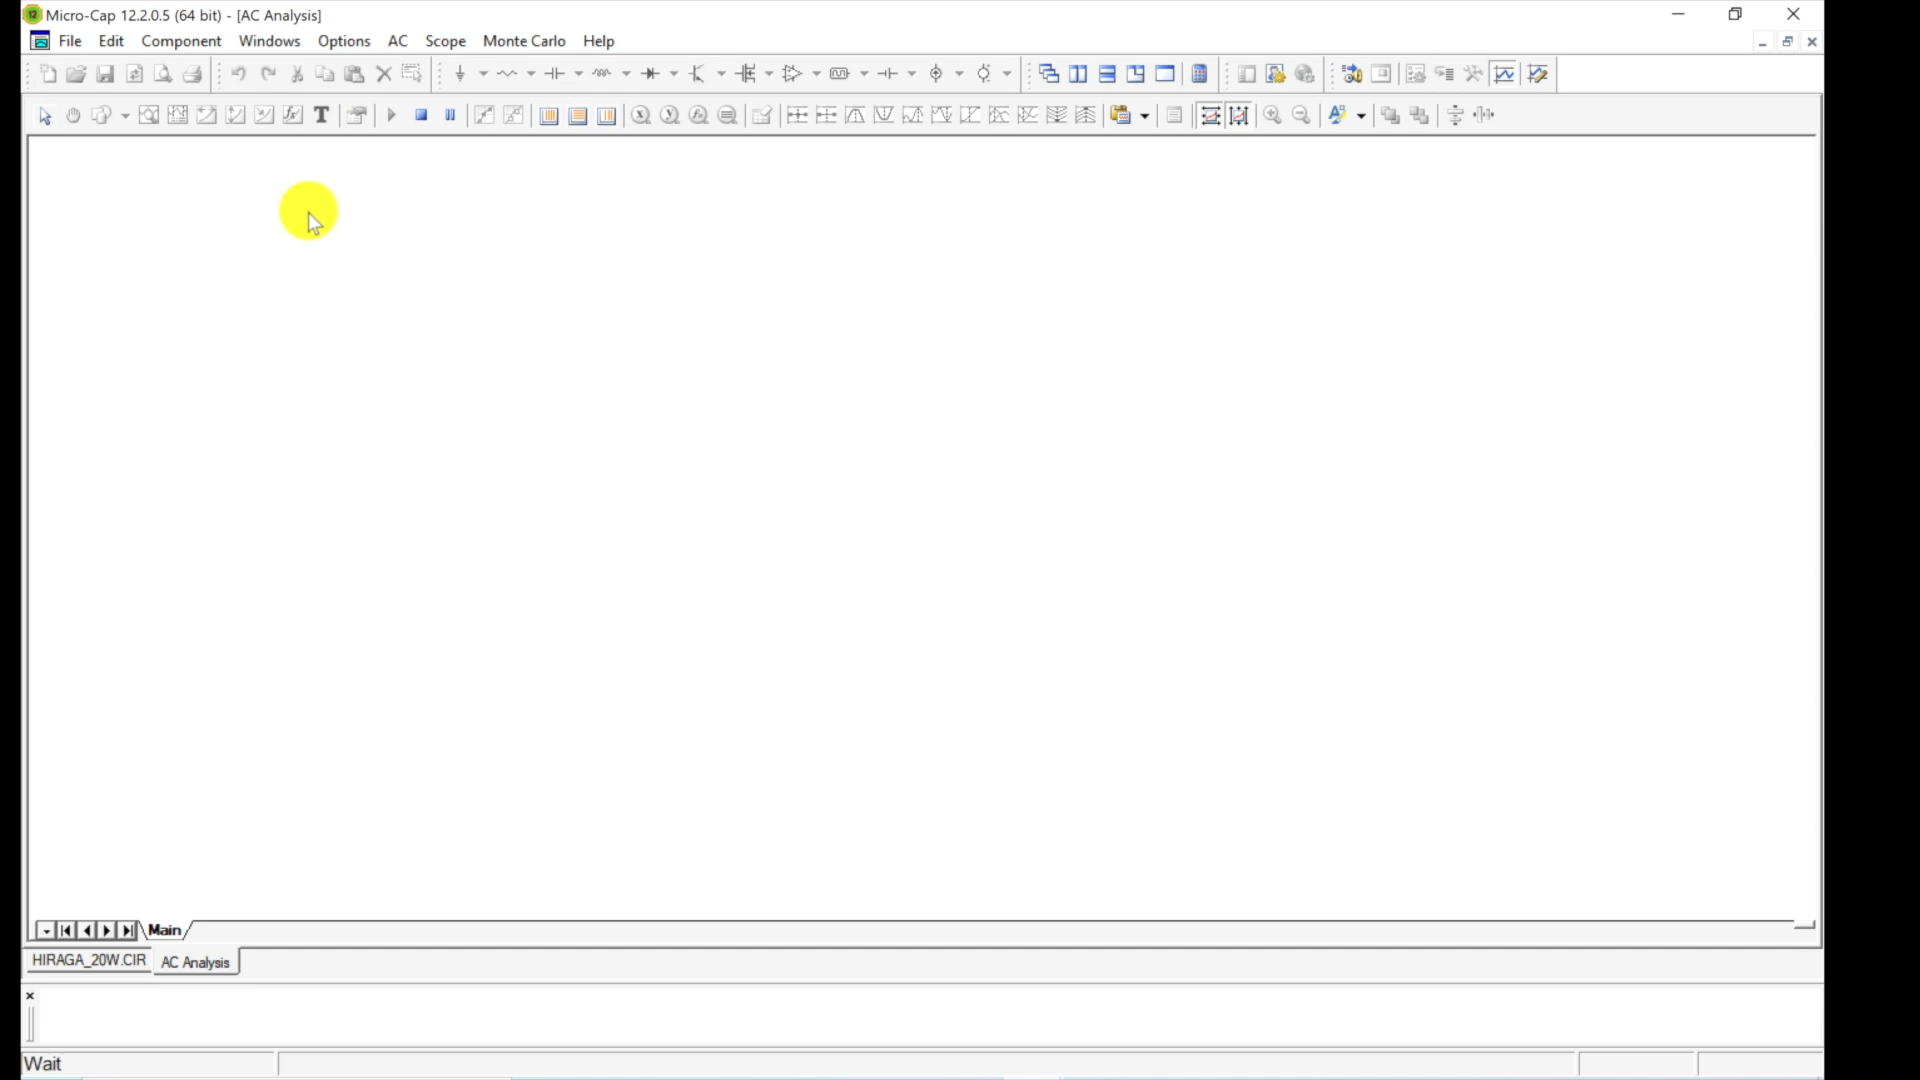 Micro-Cap 12.2.0.5 (64 bit) - [AC Analysis]
File Edit Component Windows Options AC Scope Monte Carlo Help
T
Main
HIRAGA_20W.CIR AC Analysis
Wait